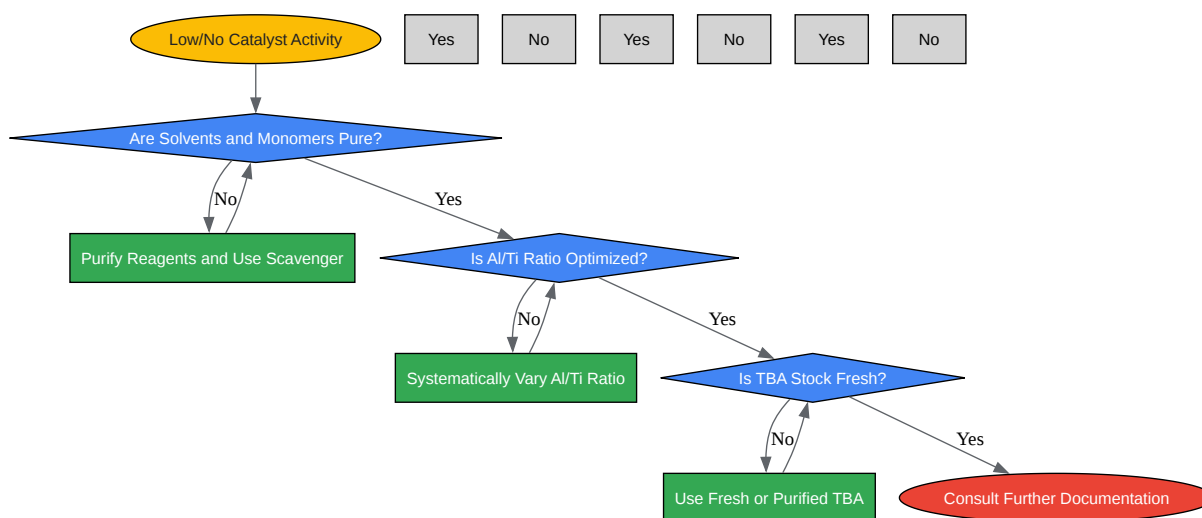 Low/No Catalyst Activity
Yes
No
Yes
No
Yes
No
Are Solvents and Monomers Pure?
No
Yes
Purify Reagents and Use Scavenger
Is Al/Ti Ratio Optimized?
No
Yes
Systematically Vary Al/Ti Ratio
Is TBA Stock Fresh?
No
Yes
Use Fresh or Purified TBA
Consult Further Documentation